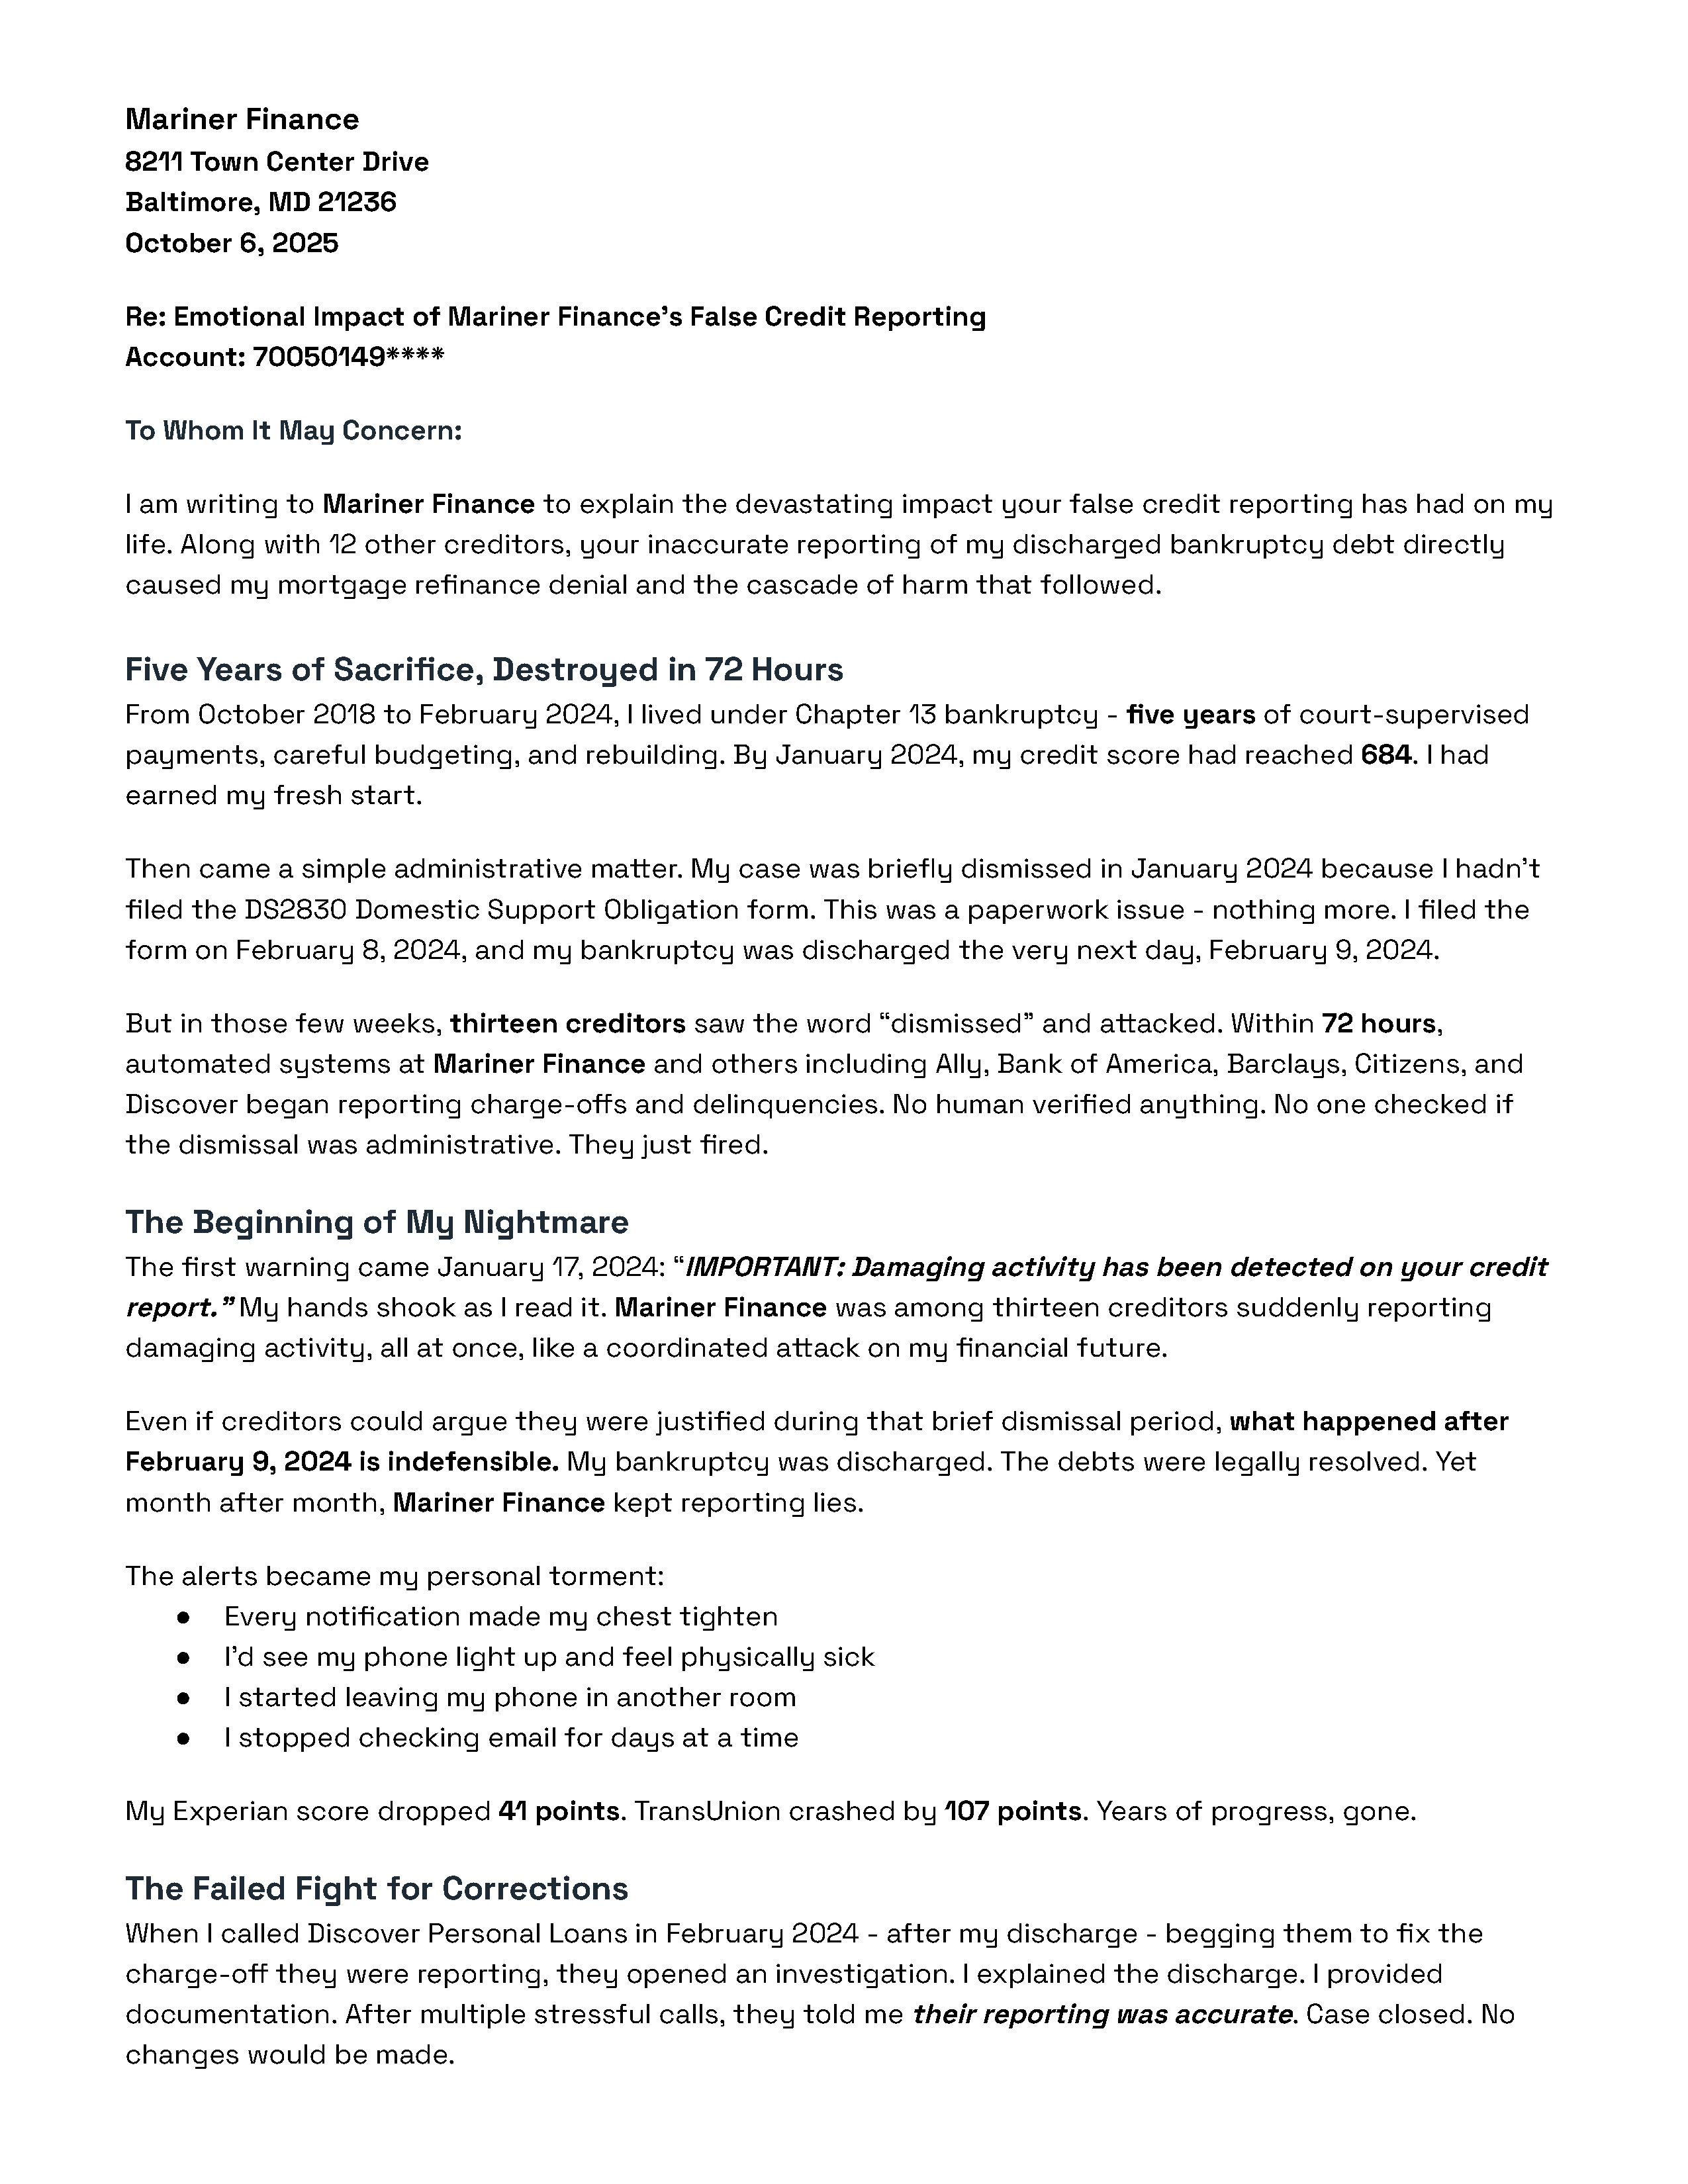 Mariner Finance
8211 Town Center Drive
Baltimore, MD 21236
October 6, 2025
Re: Emotional Impact of Mariner Finance’s False Credit Reporting
Account: 70050149****
To Whom It May Concern:
I am writing to Mariner Finance to explain the devastating impact your false credit reporting has had on my
life. Along with 12 other creditors, your inaccurate reporting of my discharged bankruptcy debt directly
caused my mortgage refinance denial and the cascade of harm that followed.
Five Years of Sacrifice, Destroyed in 72 Hours
From October 2018 to February 2024, I lived under Chapter 13 bankruptcy - five years of court-supervised
payments, careful budgeting, and rebuilding. By January 2024, my credit score had reached 684. I had
earned my fresh start.
Then came a simple administrative matter. My case was briefly dismissed in January 2024 because I hadn’t
filed the DS2830 Domestic Support Obligation form. This was a paperwork issue - nothing more. I filed the
form on February 8, 2024, and my bankruptcy was discharged the very next day, February 9, 2024.
But in those few weeks, thirteen creditors saw the word “dismissed” and attacked. Within 72 hours,
automated systems at Mariner Finance and others including Ally, Bank of America, Barclays, Citizens, and
Discover began reporting charge-offs and delinquencies. No human verified anything. No one checked if
the dismissal was administrative. They just fired.
The Beginning of My Nightmare
The first warning came January 17, 2024: “IMPORTANT: Damaging activity has been detected on your credit
report.” My hands shook as I read it. Mariner Finance was among thirteen creditors suddenly reporting
damaging activity, all at once, like a coordinated attack on my financial future.
Even if creditors could argue they were justified during that brief dismissal period, what happened after
February 9, 2024 is indefensible. My bankruptcy was discharged. The debts were legally resolved. Yet
month after month, Mariner Finance kept reporting lies.
The alerts became my personal torment:
● Every notification made my chest tighten
● I’d see my phone light up and feel physically sick
● I started leaving my phone in another room
● I stopped checking email for days at a time
My Experian score dropped 41 points. TransUnion crashed by 107 points. Years of progress, gone.
The Failed Fight for Corrections
When I called Discover Personal Loans in February 2024 - after my discharge - begging them to fix the
charge-off they were reporting, they opened an investigation. I explained the discharge. I provided
documentation. After multiple stressful calls, they told me their reporting was accurate. Case closed. No
changes would be made.